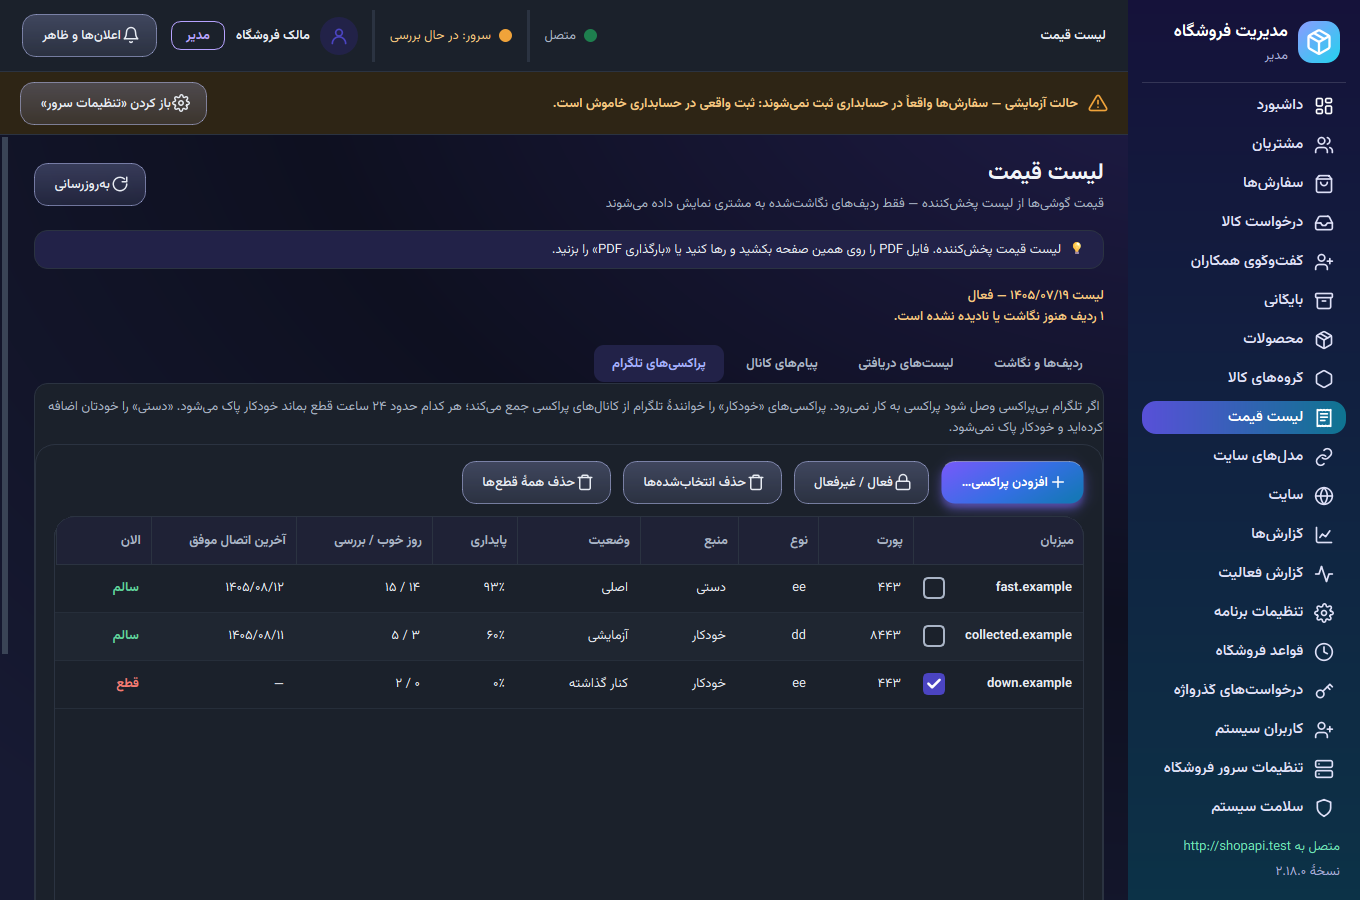 مدیریت فروشگاه
مدیر
داشبورد
مشتریان
سفارش‌ها
درخواست کالا
گفت‌وگوی همکاران
بایگانی
محصولات
گروه‌های کالا
لیست قیمت
مدل‌های سایت
سایت
گزارش‌ها
گزارش فعالیت
تنظیمات برنامه
قواعد فروشگاه
درخواست‌های گذرواژه
کاربران سیستم
تنظیمات سرور فروشگاه
سلامت سیستم
متصل به http://shopapi.test
نسخهٔ ۲.۱۸.۰
لیست قیمت
متصل
سرور: در حال بررسی
مالک فروشگاه
مدیر
اعلان‌ها و ظاهر
حالت آزمایشی — سفارش‌ها واقعاً در حسابداری ثبت نمی‌شوند: ثبت واقعی در حسابداری خاموش است.
باز کردن «تنظیمات سرور»
لیست قیمت
به‌روزرسانی
قیمت گوشی‌ها از لیست پخش‌کننده — فقط ردیف‌های نگاشت‌شده به مشتری نمایش داده می‌شوند
لیست قیمت پخش‌کننده. فایل PDF را روی همین صفحه بکشید و رها کنید یا «بارگذاری PDF» را بزنید.
لیست ۱۴۰۵/۰۷/۱۹ — فعال
۱ ردیف هنوز نگاشت یا نادیده نشده است.
ردیف‌ها و نگاشت
لیست‌های دریافتی
پیام‌های کانال
پراکسی‌های تلگرام
اگر تلگرام بی‌پراکسی وصل شود پراکسی به کار نمی‌رود. پراکسی‌های «خودکار» را خوانندهٔ تلگرام از کانال‌های پراکسی جمع می‌کند؛ هر کدام حدود ۲۴ ساعت قطع بماند خودکار پاک می‌شود. «دستی» را خودتان اضافه
کرده‌اید و خودکار پاک نمی‌شود.
افزودن پراکسی...
فعال / غیرفعال
حذف انتخاب‌شده‌ها
حذف همهٔ قطع‌ها
میزبان پورت نوع منبع وضعیت پایداری روز خوب / بررسی آخرین اتصال موفق الان
fast.example ۴۴۳ ee دستی اصلی ۹۳٪ ۱۴ / ۱۵ ۱۴۰۵/۰۸/۱۲ سالم
collected.example ۸۴۴۳ dd خودکار آزمایشی ۶۰٪ ۳ / ۵ ۱۴۰۵/۰۸/۱۱ سالم
down.example ۴۴۳ ee خودکار کنار گذاشته ۰٪ ۰ / ۲ — قطع